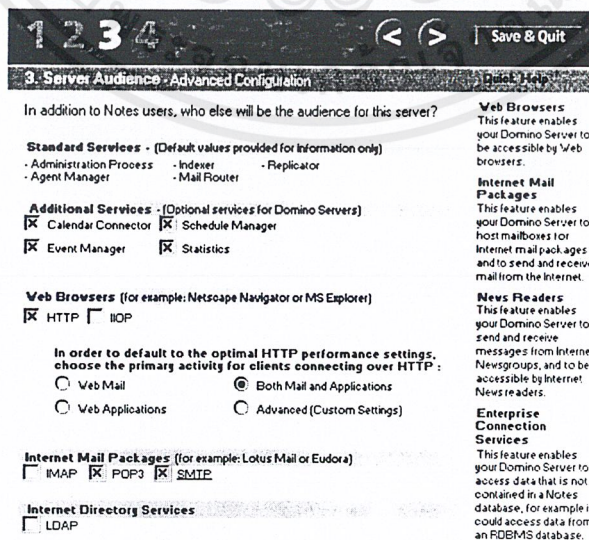 1 2 3 4
< > Save & Quit
3. Server Audience - Advanced Configuration
Quick Help
In addition to Notes users, who else will be the audience for this server?
Standard Services - (Default values provided for information only)
- Administration Process - Indexer - Replicator
- Agent Manager - Mail Router
Additional Services - (Optional services for Domino Servers)
Calendar Connector Schedule Manager
Event Manager Statistics
Web Browsers (for example: Netscape Navigator or MS Explorer)
HTTP IIOP
In order to default to the optimal HTTP performance settings,
choose the primary activity for clients connecting over HTTP :
Web Mail Both Mail and Applications
Web Applications Advanced (Custom Settings)
Internet Mail Packages (for example: Lotus Mail or Eudora)
IMAP POP3 SMTP
Internet Directory Services
LDAP
Web Browsers
This feature enables
your Domino Server to
be accessible by Web
browsers.
Internet Mail
Packages
This feature enables
your Domino Server to
host mailboxes for
Internet mail packages
and to send and receive
mail from the Internet.
News Readers
This feature enables
your Domino Server to
send and receive
messages from Interne
Newsgroups, and to be
accessible by Internet
News readers.
Enterprise
Connection
Services
This feature enables
your Domino Server to
access data that is not
contained in a Notes
database, for example i
could access data from
an RDBMS database.